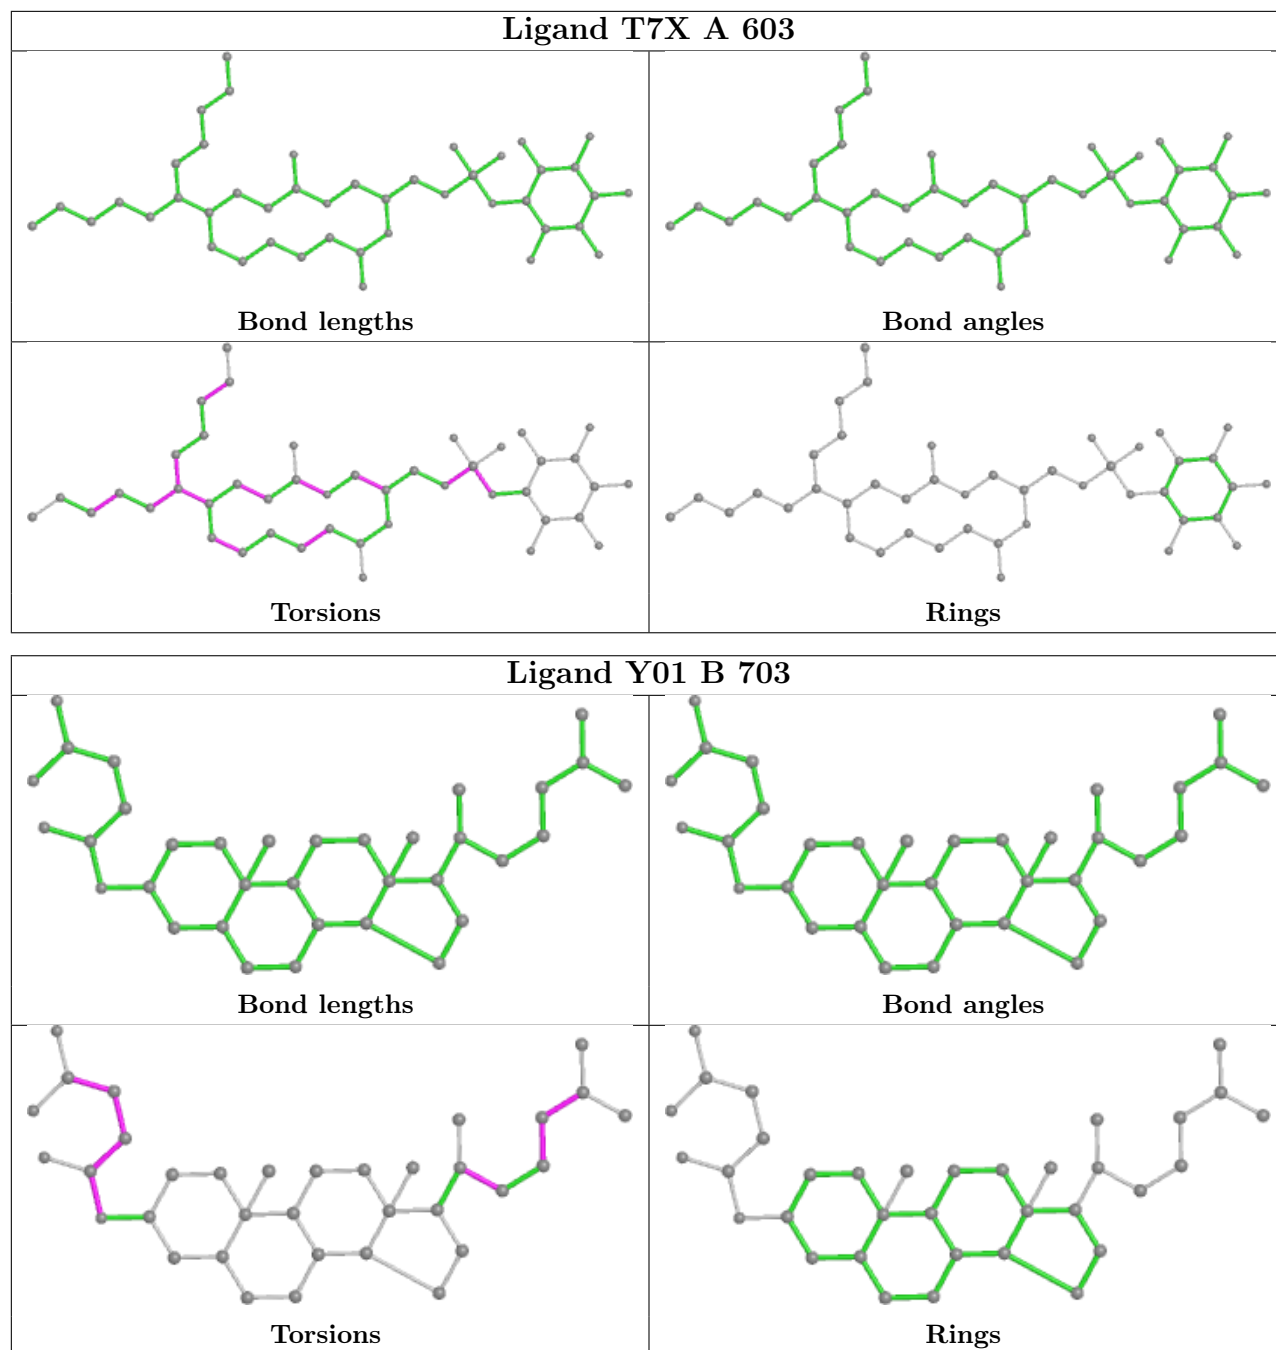 Ligand T7X A 603
Bond lengths
Bond angles
Torsions
Rings
Ligand Y01 B 703
Bond lengths
Bond angles
Torsions
Rings